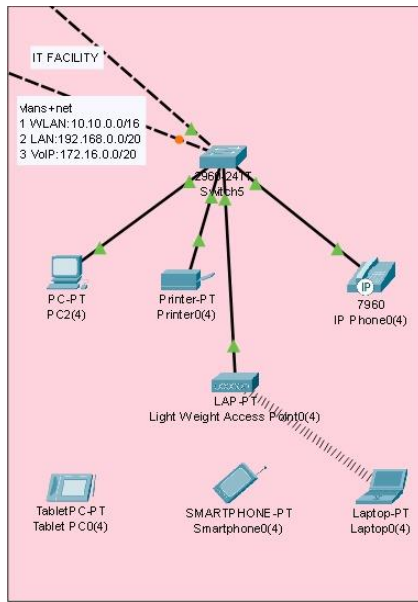 IT FACILITY
vlans+net
1 WLAN:10.10.0.0/16
2 LAN:192.168.0.0/20
3 VoIP:172.16.0.0/20
2960-24TT
Switch5
PC-PT
PC2(4)
Printer-PT
Printer0(4)
IP
7960
IP Phone0(4)
LAP-PT
Light Weight Access Point0(4)
TabletPC-PT
Tablet PC0(4)
SMARTPHONE-PT
Smartphone0(4)
Laptop-PT
Laptop0(4)